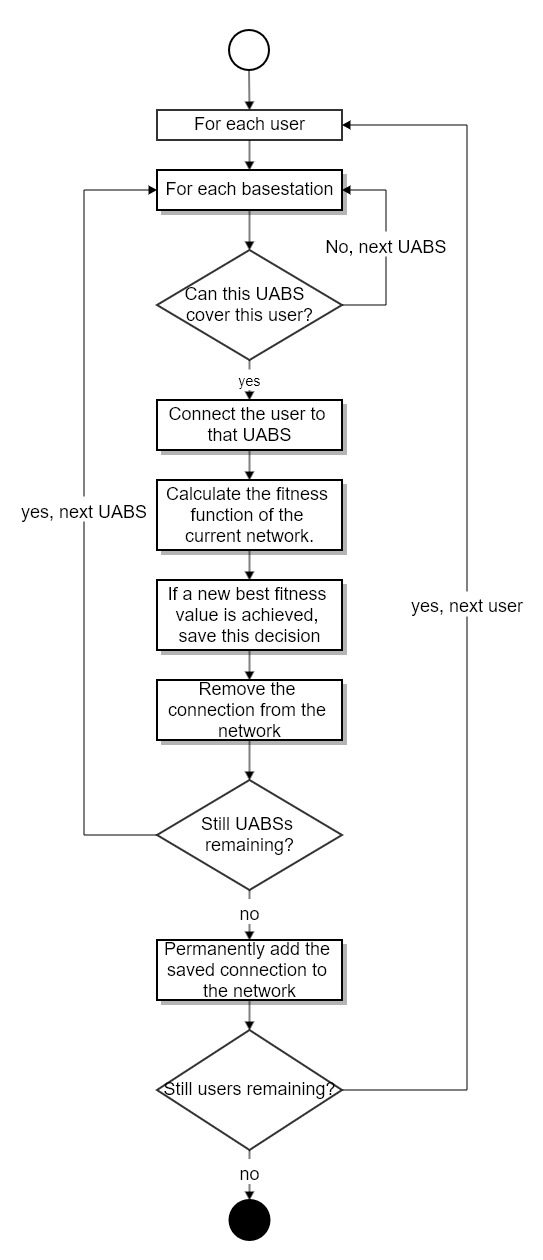 For each user
For each basestation
No, next UABS
Can this UABS
cover this user?
yes
Connect the user to
that UABS
Calculate the fitness
function of the
current network.
yes, next UABS
If a new best fitness
value is achieved,
save this decision
yes, next user
Remove the
connection from the
network
Still UABSs
remaining?
no
Permanently add the
saved connection to
the network
Still users remaining?
no